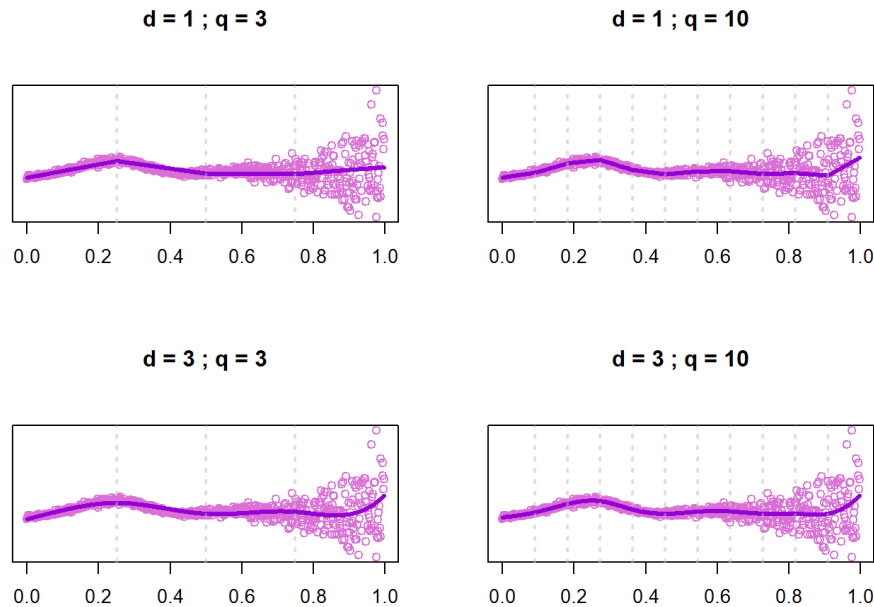 d = 1 ; q = 3
d = 1 ; q = 10
0.0 0.2 0.4 0.6 0.8 1.0
0.0 0.2 0.4 0.6 0.8 1.0
d = 3 ; q = 3
d = 3 ; q = 10
0.0 0.2 0.4 0.6 0.8 1.0
0.0 0.2 0.4 0.6 0.8 1.0